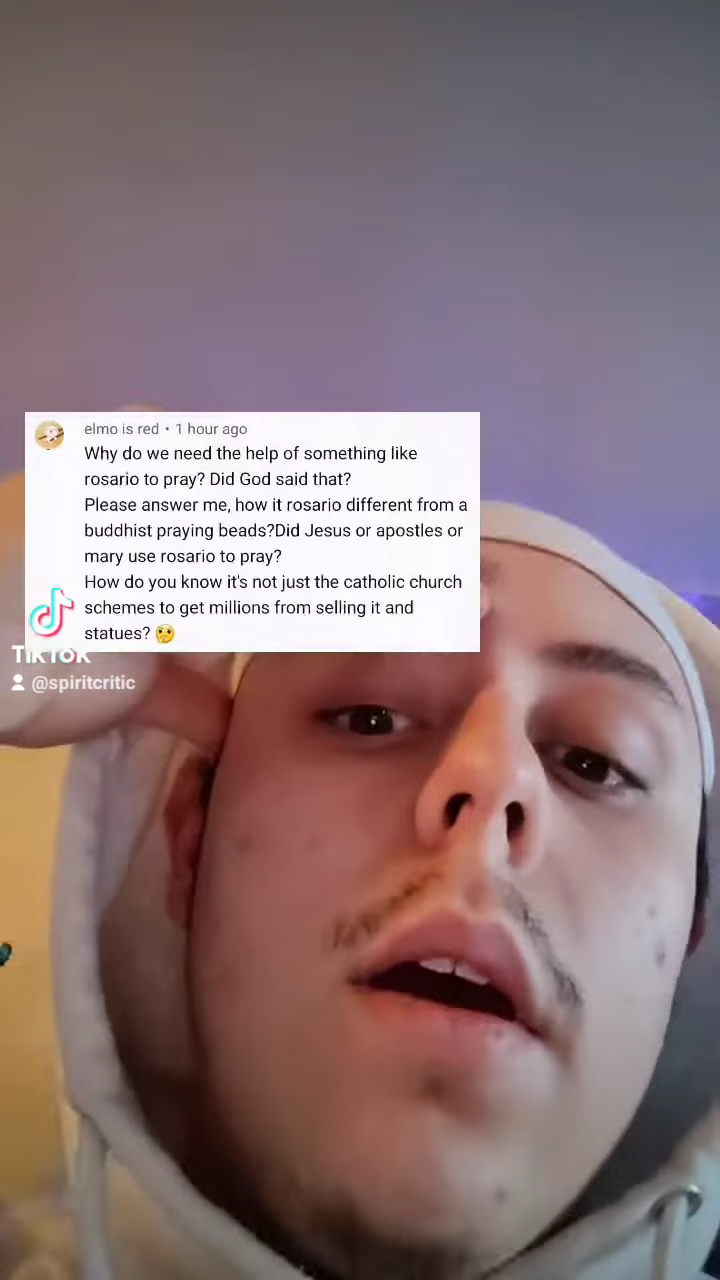 elmo is red • 1 hour ago
Why do we need the help of something like
rosario to pray? Did God said that?
Please answer me, how it rosario different from a
buddhist praying beads?Did Jesus or apostles or
mary use rosario to pray?
How do you know it's not just the catholic church
schemes to get millions from selling it and
statues? 🤔
TikTok
@spiritcritic